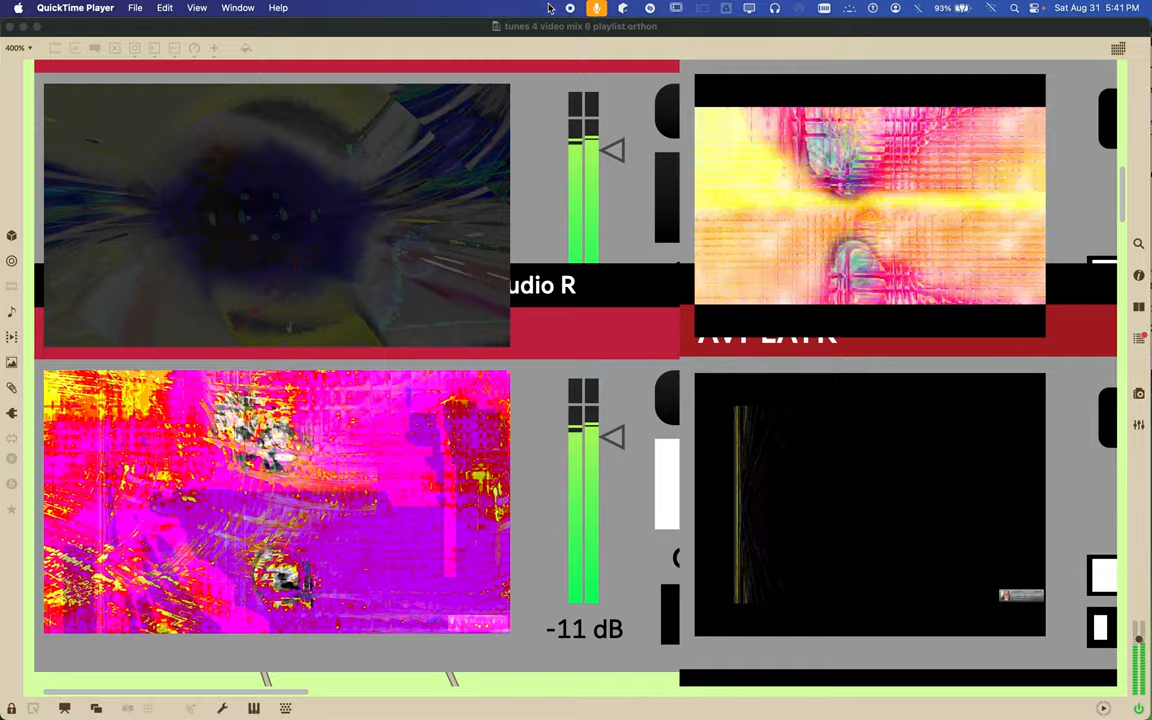 QuickTime Player File Edit View Window Help 93% Sat Aug 31 5:41 PM
tunes 4 video mix 6 playlist orthon
400%
udio R
AVPLAYR
-11 dB